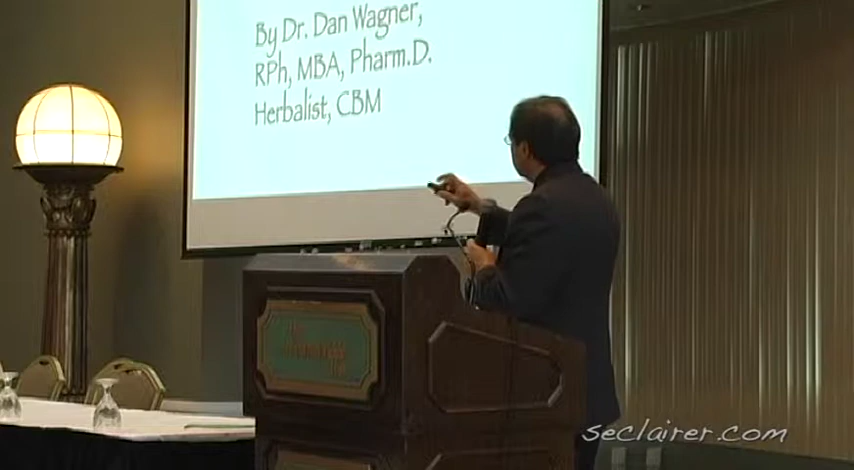 By Dr. Dan Wagner,
RPh, MBA, Pharm.D.
Herbalist, CBM
seclairer.com